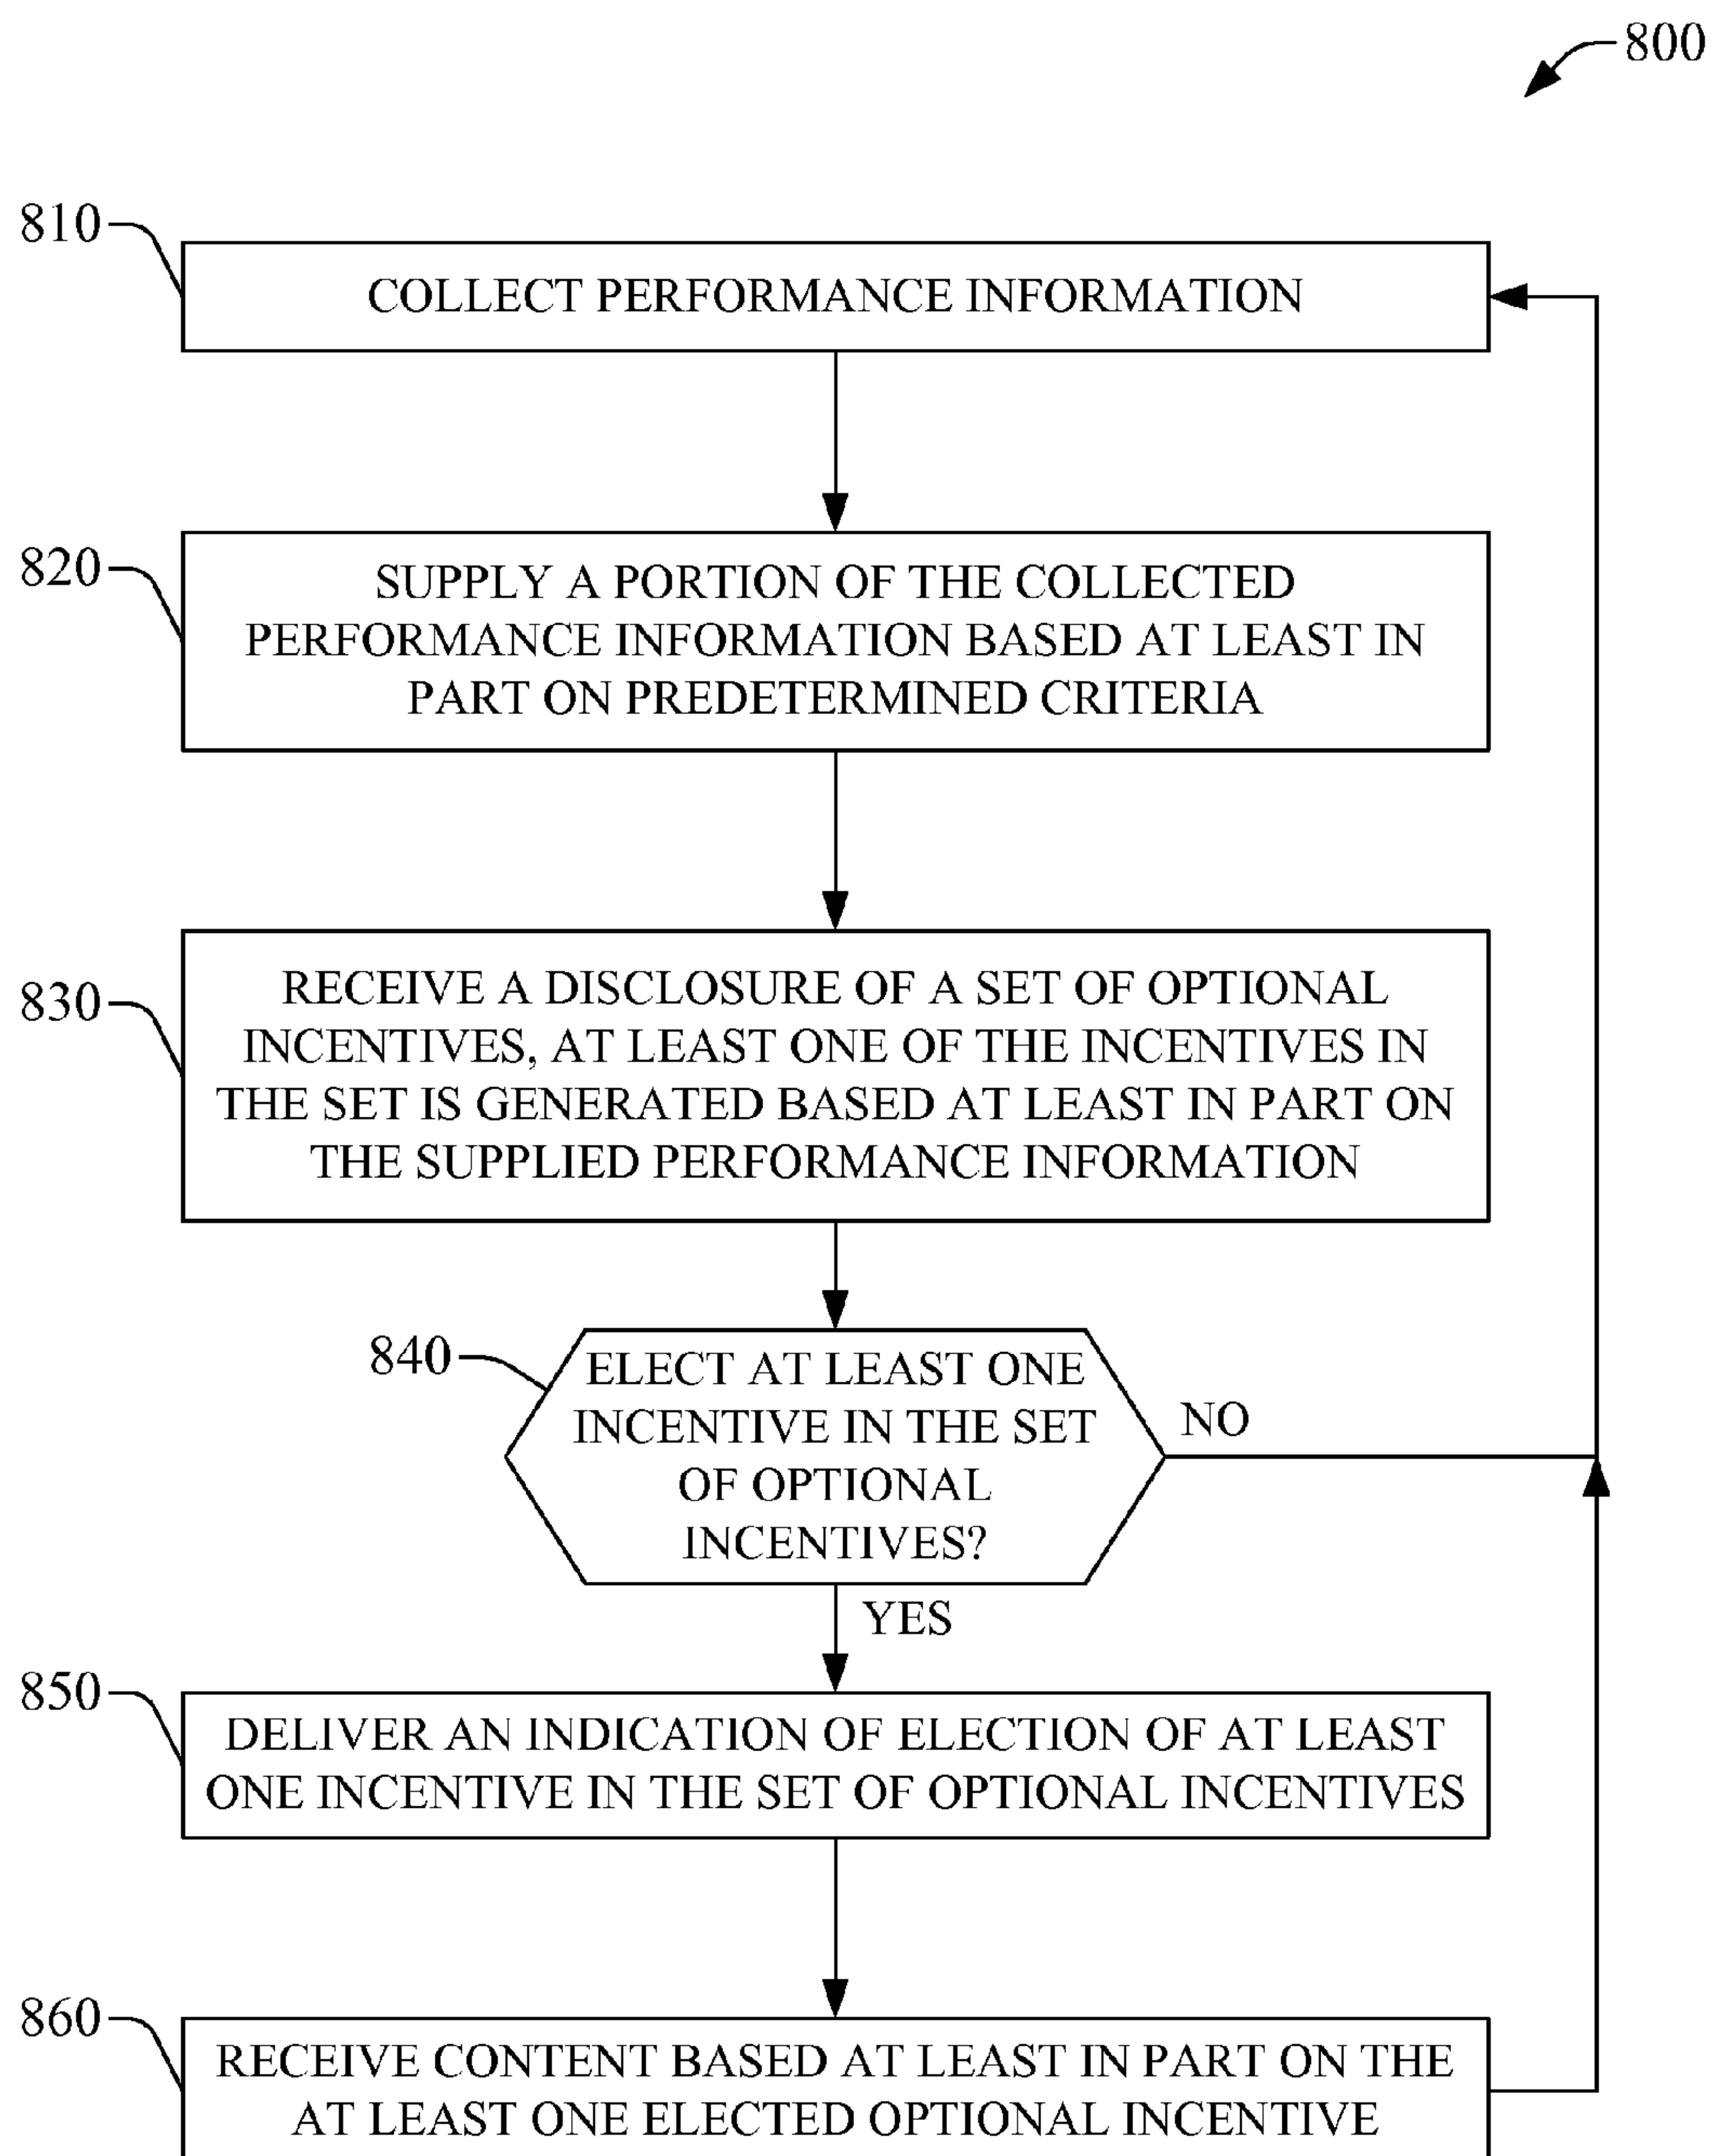 800
810
COLLECT PERFORMANCE INFORMATION
820
SUPPLY A PORTION OF THE COLLECTED
PERFORMANCE INFORMATION BASED AT LEAST IN
PART ON PREDETERMINED CRITERIA
830
RECEIVE A DISCLOSURE OF A SET OF OPTIONAL
INCENTIVES, AT LEAST ONE OF THE INCENTIVES IN
THE SET IS GENERATED BASED AT LEAST IN PART ON
THE SUPPLIED PERFORMANCE INFORMATION
840
ELECT AT LEAST ONE
INCENTIVE IN THE SET
OF OPTIONAL
INCENTIVES?
NO
YES
850
DELIVER AN INDICATION OF ELECTION OF AT LEAST
ONE INCENTIVE IN THE SET OF OPTIONAL INCENTIVES
860
RECEIVE CONTENT BASED AT LEAST IN PART ON THE
AT LEAST ONE ELECTED OPTIONAL INCENTIVE